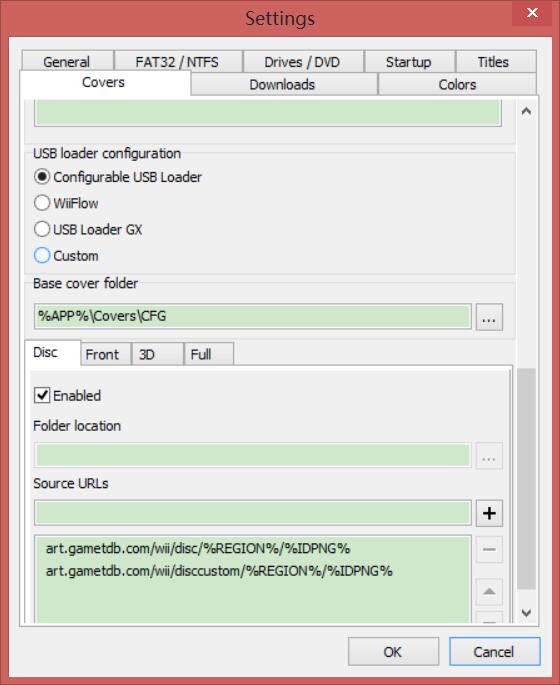 Settings
General
FAT32 / NTFS
Drives / DVD
Startup
Titles
Covers
Downloads
Colors
USB loader configuration
Configurable USB Loader
WiiFlow
USB Loader GX
Custom
Base cover folder
%APP%\Covers\CFG
...
Disc
Front
3D
Full
Enabled
Folder location
...
Source URLs
+
art.gametdb.com/wii/disc/%REGION%/%IDPNG%
art.gametdb.com/wii/disccustom/%REGION%/%IDPNG%
OK
Cancel